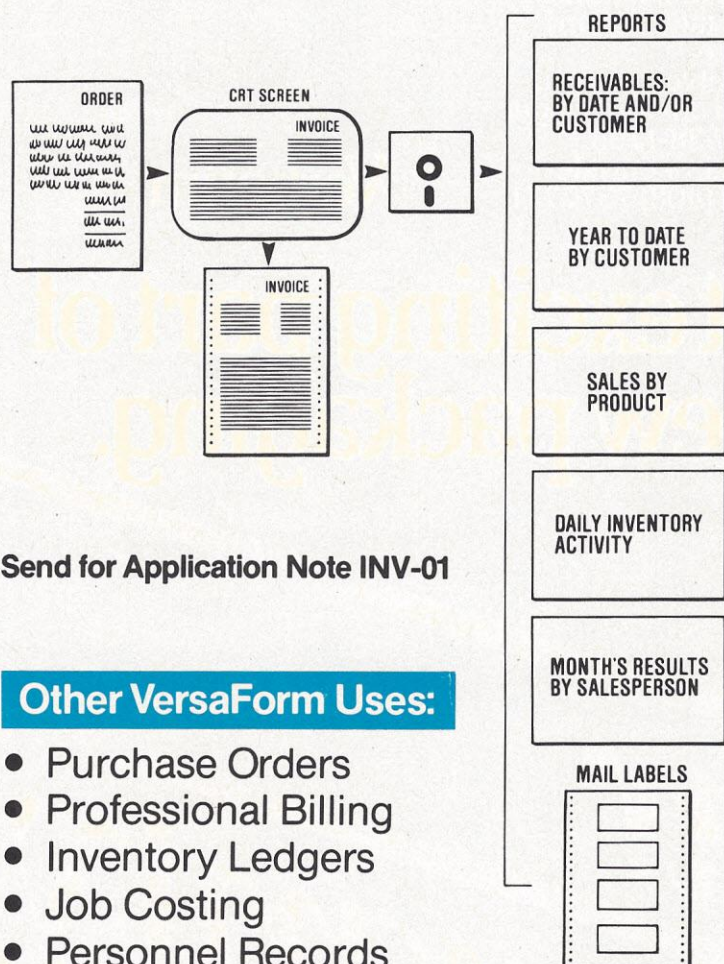 ORDER
CRT SCREEN
INVOICE
INVOICE
REPORTS
RECEIVABLES:
BY DATE AND/OR
CUSTOMER
YEAR TO DATE
BY CUSTOMER
SALES BY
PRODUCT
DAILY INVENTORY
ACTIVITY
MONTH'S RESULTS
BY SALESPERSON
MAIL LABELS
Send for Application Note INV-01
Other VersaForm Uses:
• Purchase Orders
• Professional Billing
• Inventory Ledgers
• Job Costing
• Personnel Records